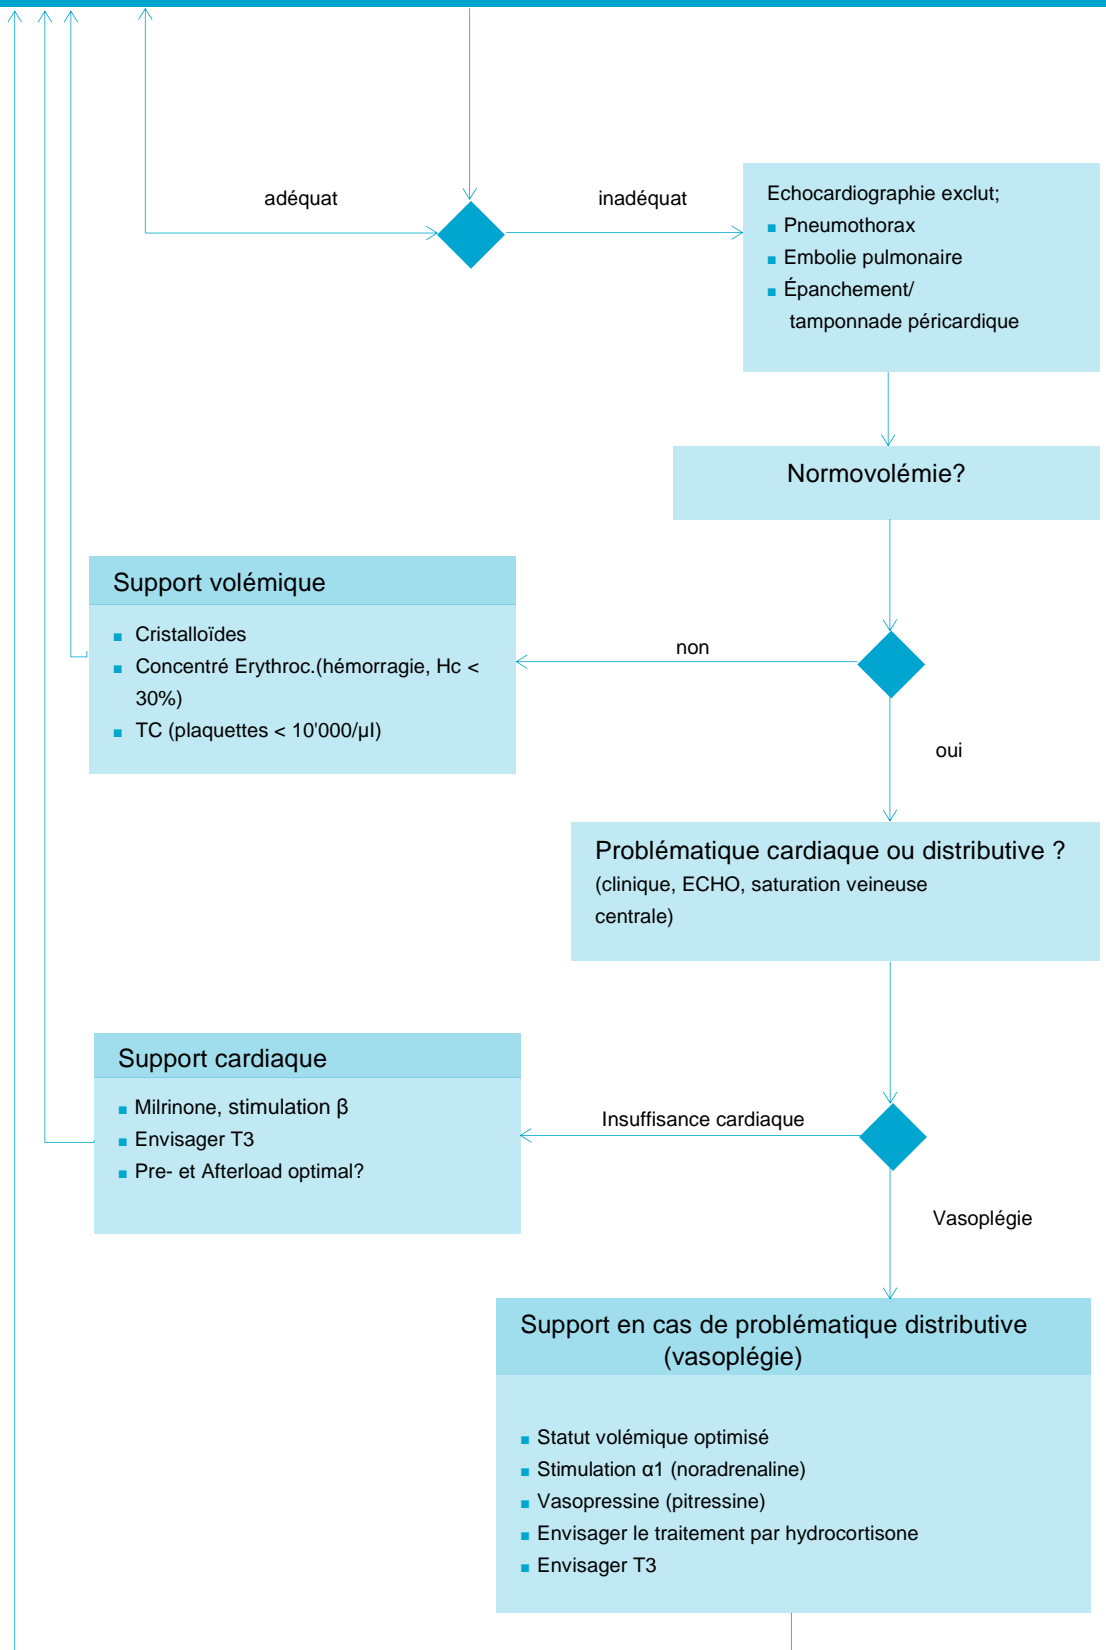 adéquat
inadéquat
Echocardiographie exclut;
■ Pneumothorax
■ Embolie pulmonaire
■ Épanchement/
tamponnade péricardique
Normovolémie?
Support volémique
■ Cristalloïdes
■ Concentré Erythroc.(hémorragie, Hc <
30%)
■ TC (plaquettes < 10'000/µl)
non
oui
Problématique cardiaque ou distributive ?
(clinique, ECHO, saturation veineuse
centrale)
Support cardiaque
■ Milrinone, stimulation β
■ Envisager T3
■ Pre- et Afterload optimal?
Insuffisance cardiaque
Vasoplégie
Support en cas de problématique distributive
(vasoplégie)
■ Statut volémique optimisé
■ Stimulation α1 (noradrenaline)
■ Vasopressine (pitressine)
■ Envisager le traitement par hydrocortisone
■ Envisager T3